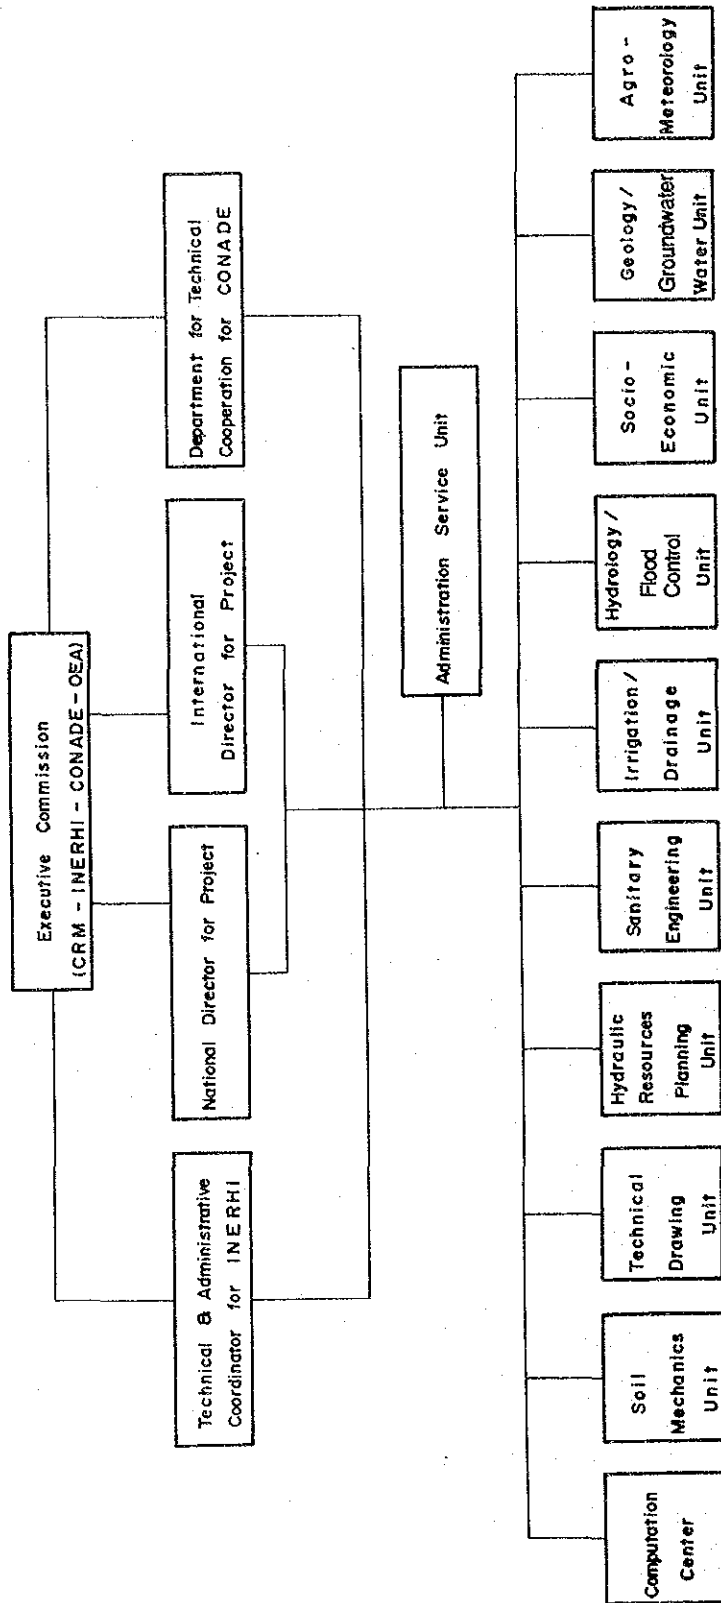 Executive Commission
(CRM - INERHI - CONADE - OEA)
Technical & Administrative
Coordinator for INERHI
National Director for Project
International
Director for Project
Department for Technical
Cooperation for CONADE
Administration Service Unit
Computation
Center
Soil
Mechanics
Unit
Technical
Drawing
Unit
Hydraulic
Resources
Planning
Unit
Sanitary
Engineering
Unit
Irrigation/
Drainage
Unit
Hydrology/
Flood
Control
Unit
Socio-
Economic
Unit
Geology/
Groundwater
Water Unit
Agro-
Meteorology
Unit